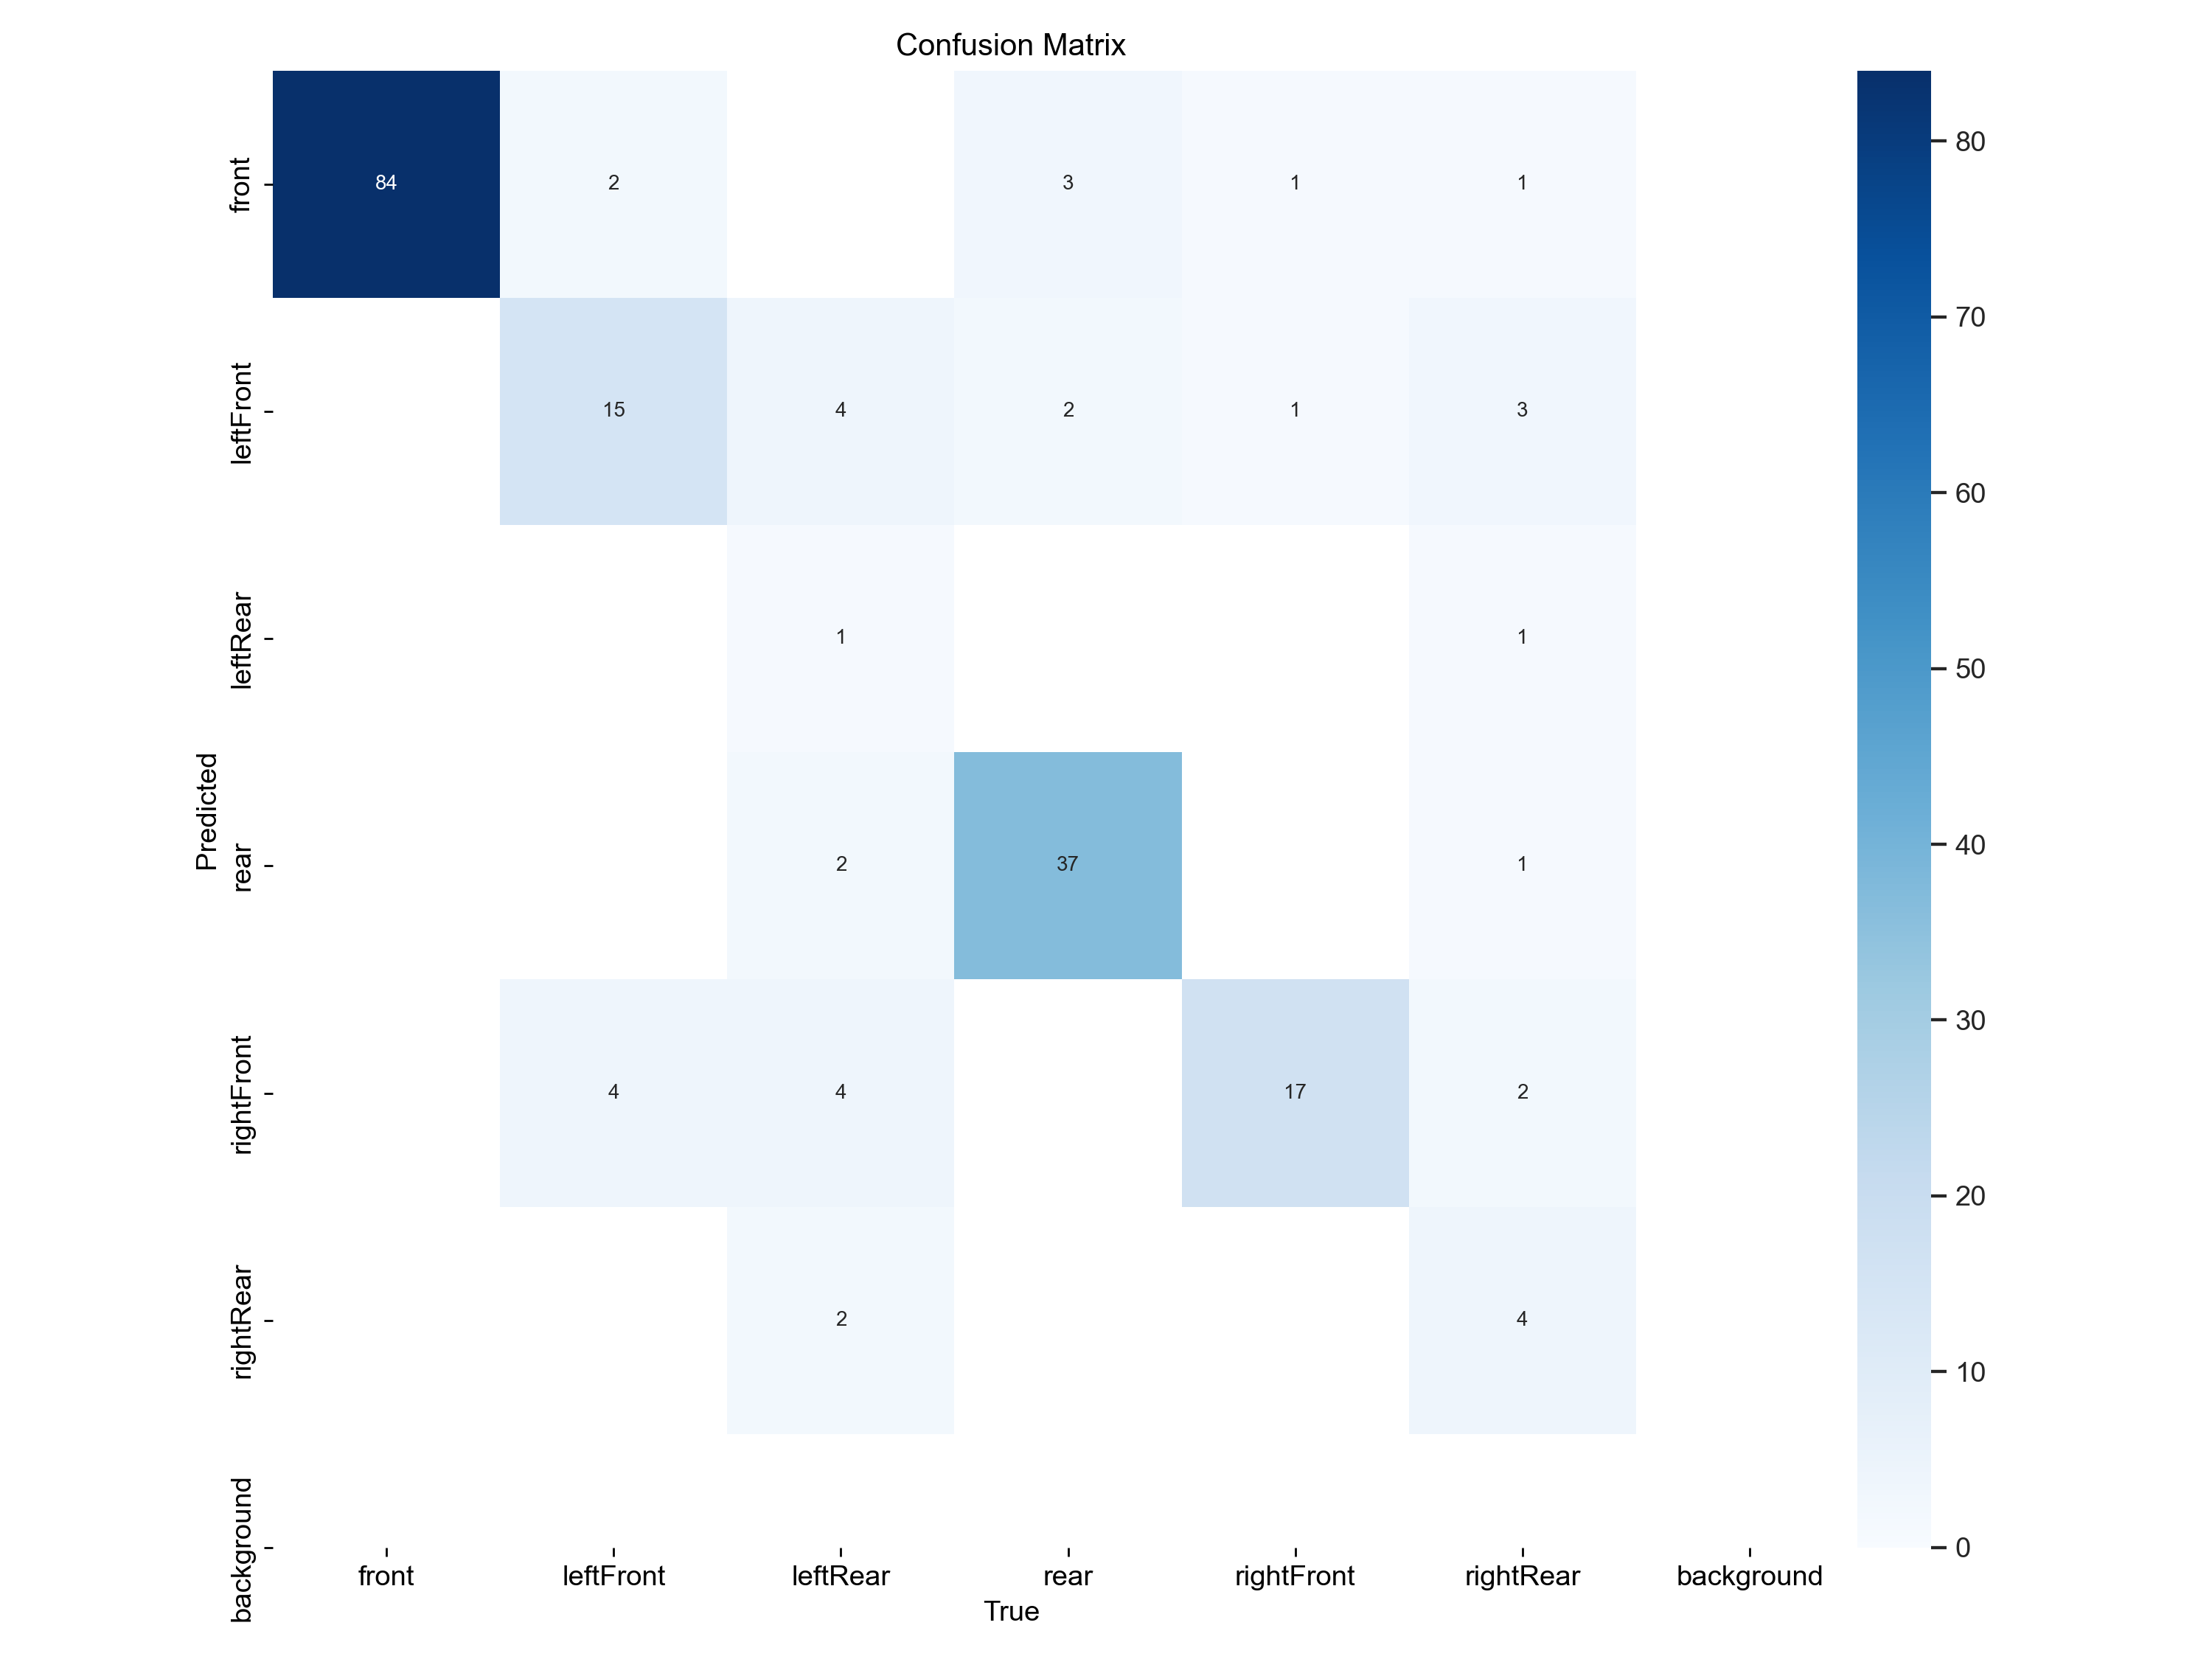 Confusion Matrix
front
84 2 3 1 1
leftFront
15 4 2 1 3
leftRear
1 1
rear
2 37 1
rightFront
4 4 17 2
rightRear
2 4
background
Predicted
front leftFront leftRear rear rightFront rightRear background
True
80
70
60
50
40
30
20
10
0